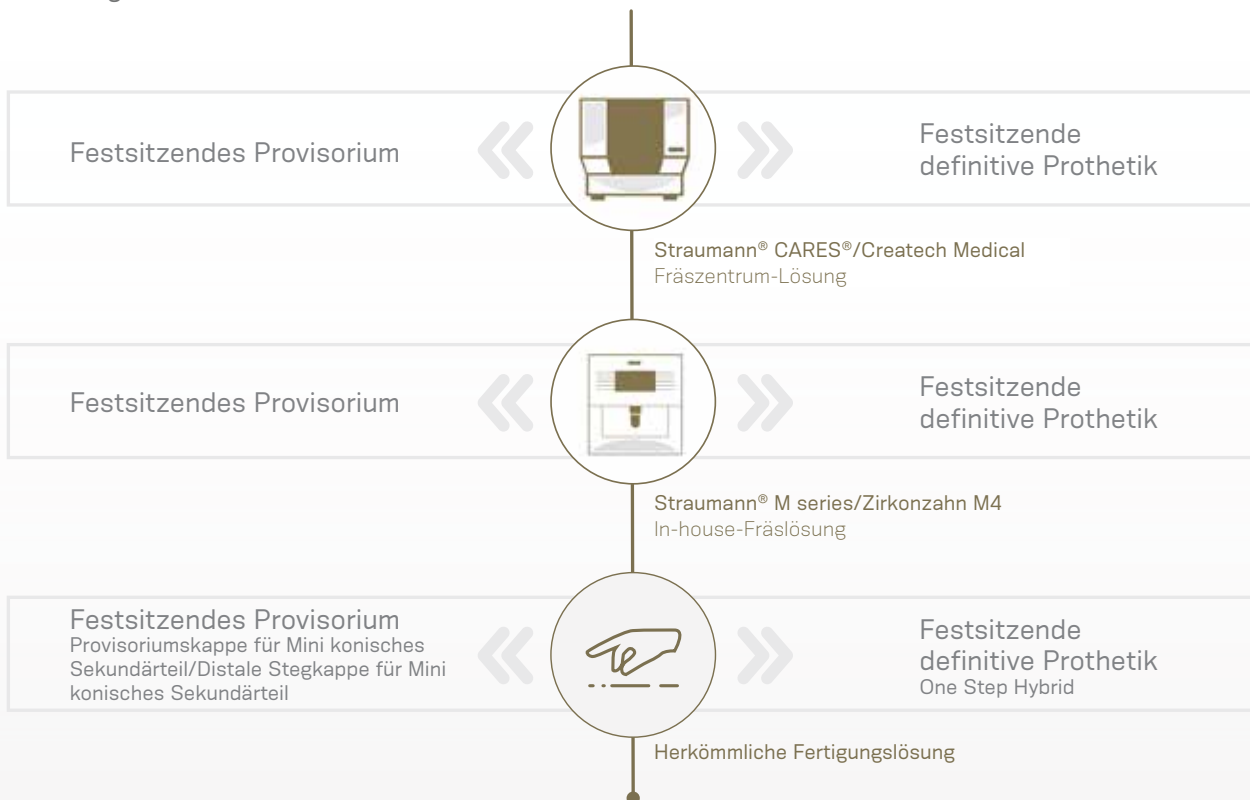 Festsitzendes Provisorium
Festsitzende
definitive Prothetik
Straumann® CARES®/Createch Medical
Fräszentrum-Lösung
Festsitzendes Provisorium
Festsitzende
definitive Prothetik
Straumann® M series/Zirkonzahn M4
In-house-Fräslösung
Festsitzendes Provisorium
Provisoriumskappe für Mini konisches
Sekundärteil/Distale Stegkappe für Mini
konisches Sekundärteil
Festsitzende
definitive Prothetik
One Step Hybrid
Herkömmliche Fertigungslösung